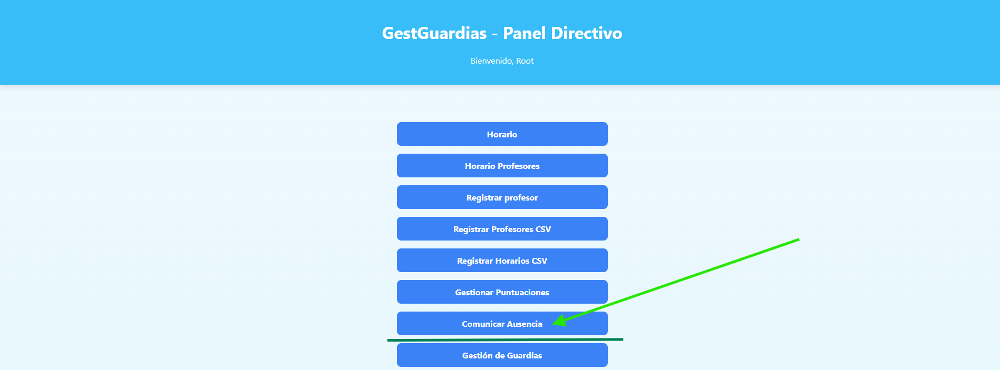 GestGuardias - Panel Directivo
Bienvenido, Root
Horario
Horario Profesores
Registrar profesor
Registrar Profesores CSV
Registrar Horarios CSV
Gestionar Puntuaciones
Comunicar Ausencia
Gestión de Guardias